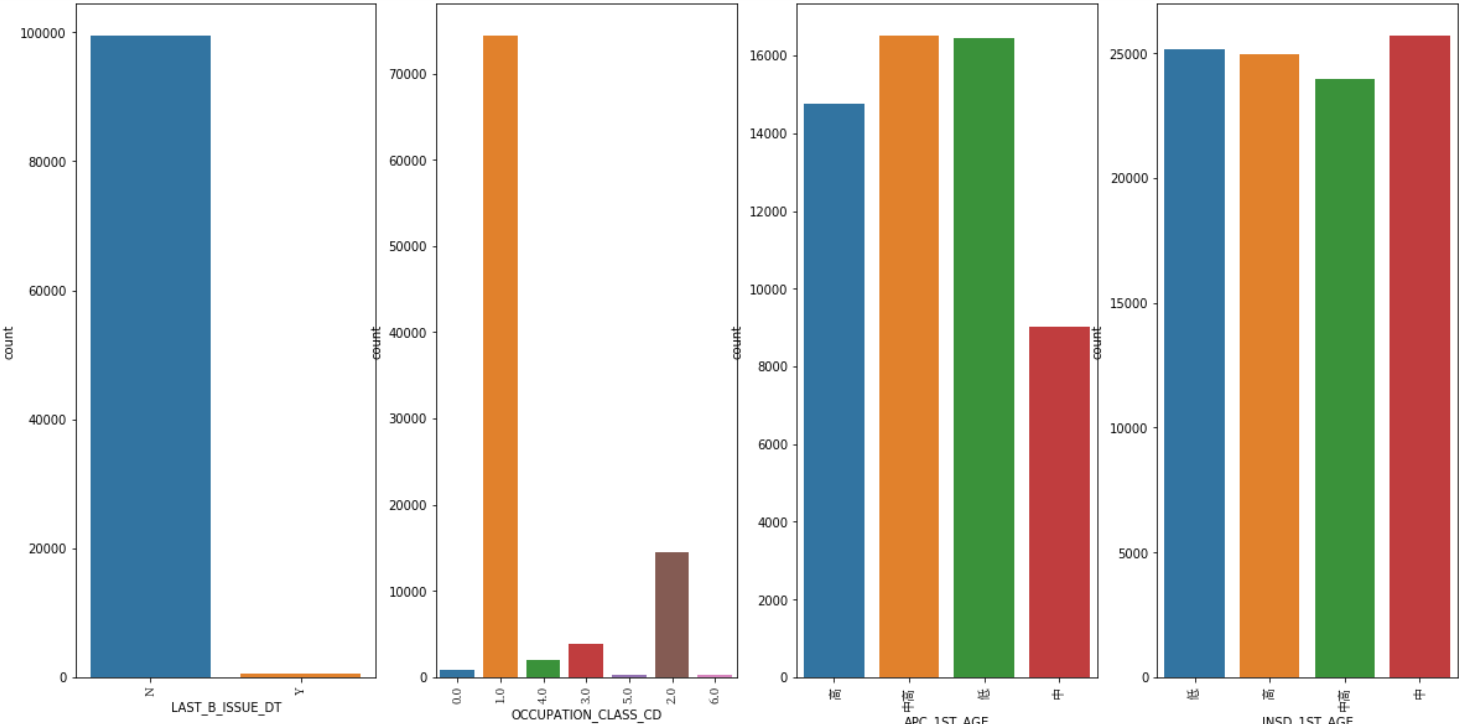 100000
80000
60000
40000
20000
0
count
N
Y
LAST_B_ISSUE_DT
70000
60000
50000
40000
30000
20000
10000
0
count
0.0
1.0
4.0
3.0
5.0
2.0
6.0
OCCUPATION_CLASS_CD
16000
14000
12000
10000
8000
6000
4000
2000
0
count
高
中高
低
中
APC_1ST_AGE
25000
20000
15000
10000
5000
0
count
低
高
中高
中
INSD_1ST_AGE